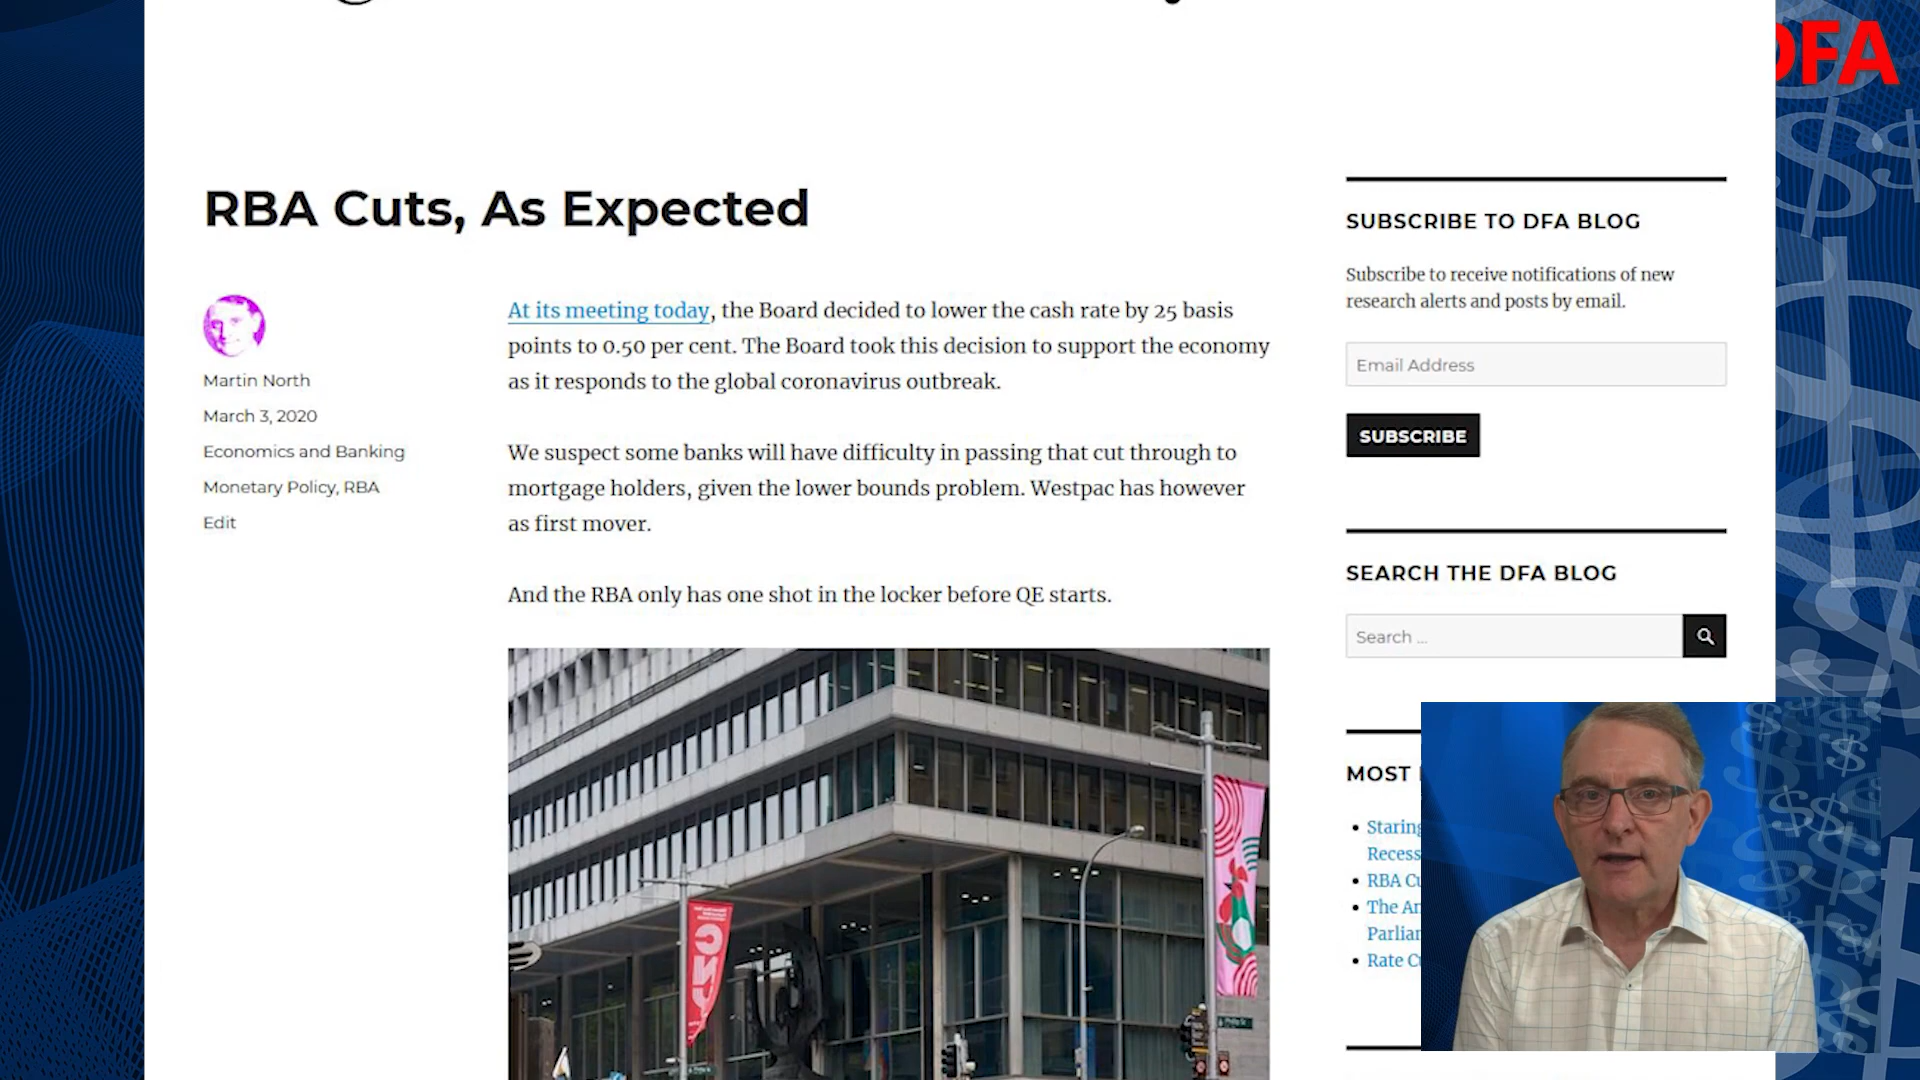 DFA
RBA Cuts, As Expected
Martin North
March 3, 2020
Economics and Banking
Monetary Policy, RBA
Edit
At its meeting today, the Board decided to lower the cash rate by 25 basis
points to 0.50 per cent. The Board took this decision to support the economy
as it responds to the global coronavirus outbreak.
We suspect some banks will have difficulty in passing that cut through to
mortgage holders, given the lower bounds problem. Westpac has however
as first mover.
And the RBA only has one shot in the locker before QE starts.
CNY
SUBSCRIBE TO DFA BLOG
Subscribe to receive notifications of new
research alerts and posts by email.
Email Address
SUBSCRIBE
SEARCH THE DFA BLOG
Search ...
MOST
Staring
Recess
RBA Cu
The An
Parlian
Rate C